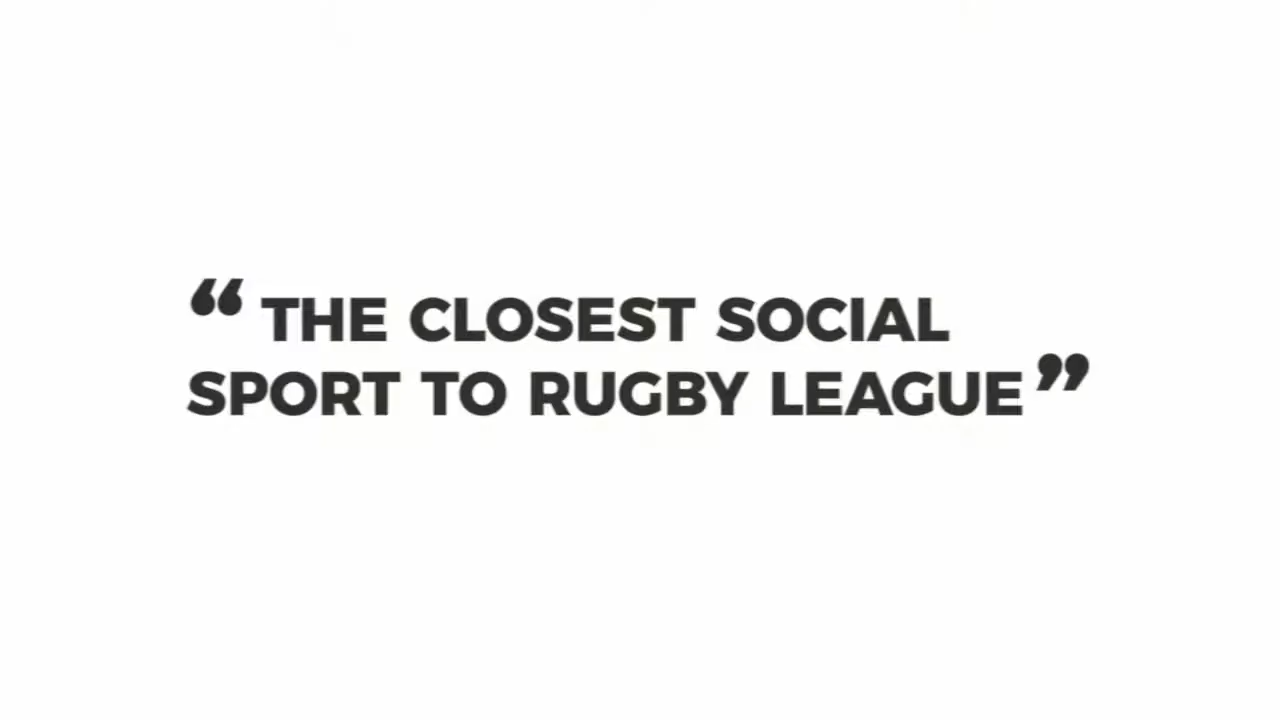 “ THE CLOSEST SOCIAL
SPORT TO RUGBY LEAGUE ”